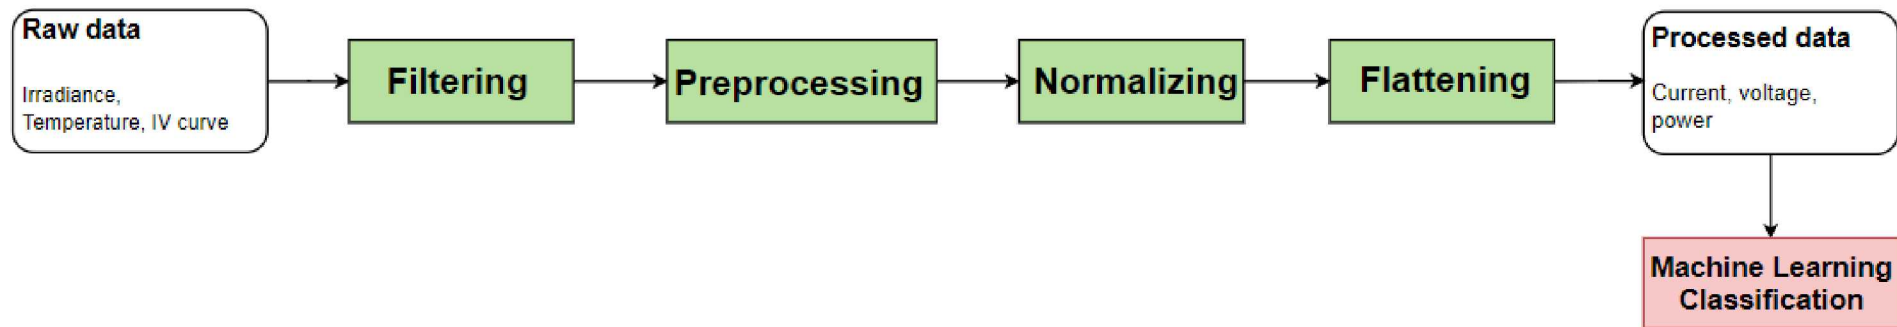 Raw data
Irradiance,
Temperature, IV curve
Filtering
Preprocessing
Normalizing
Flattening
Processed data
Current, voltage,
power
Machine Learning
Classification